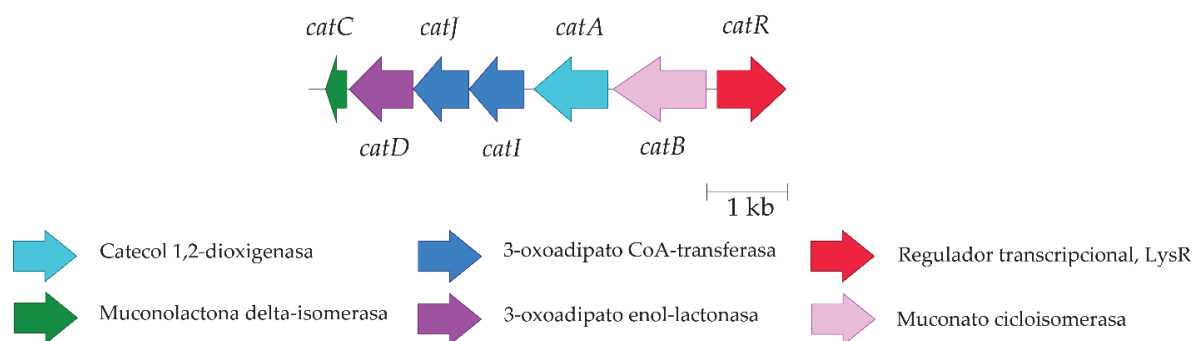 catC catJ catA catR
catD catI catB
1 kb
Catecol 1,2-dioxigenasa 3-oxoadipato CoA-transferasa Regulador transcripcional, LysR
Muconolactona delta-isomerasa 3-oxoadipato enol-lactonasa Muconato cicloisomerasa